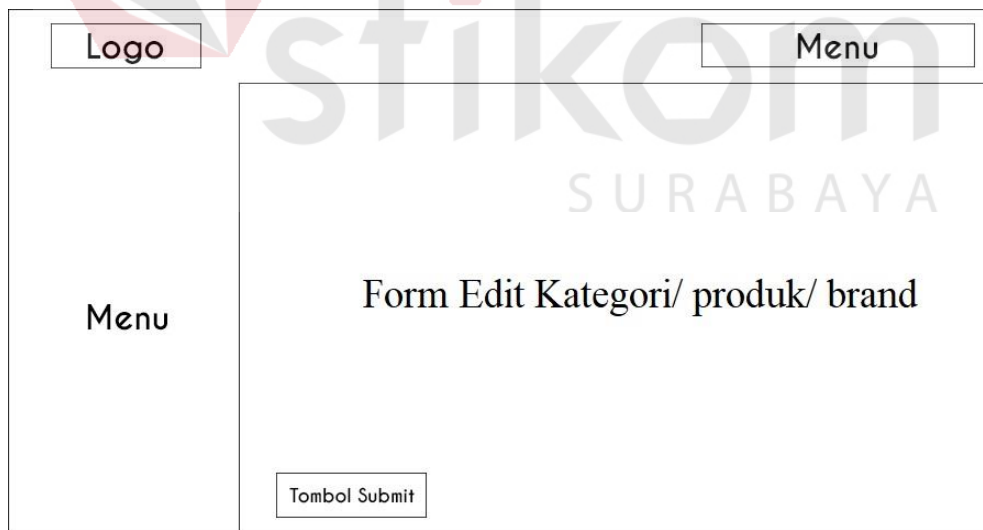 Logo
Menu
stikom
SURABAYA
Form Edit Kategori/ produk/ brand
Menu
Tombol Submit